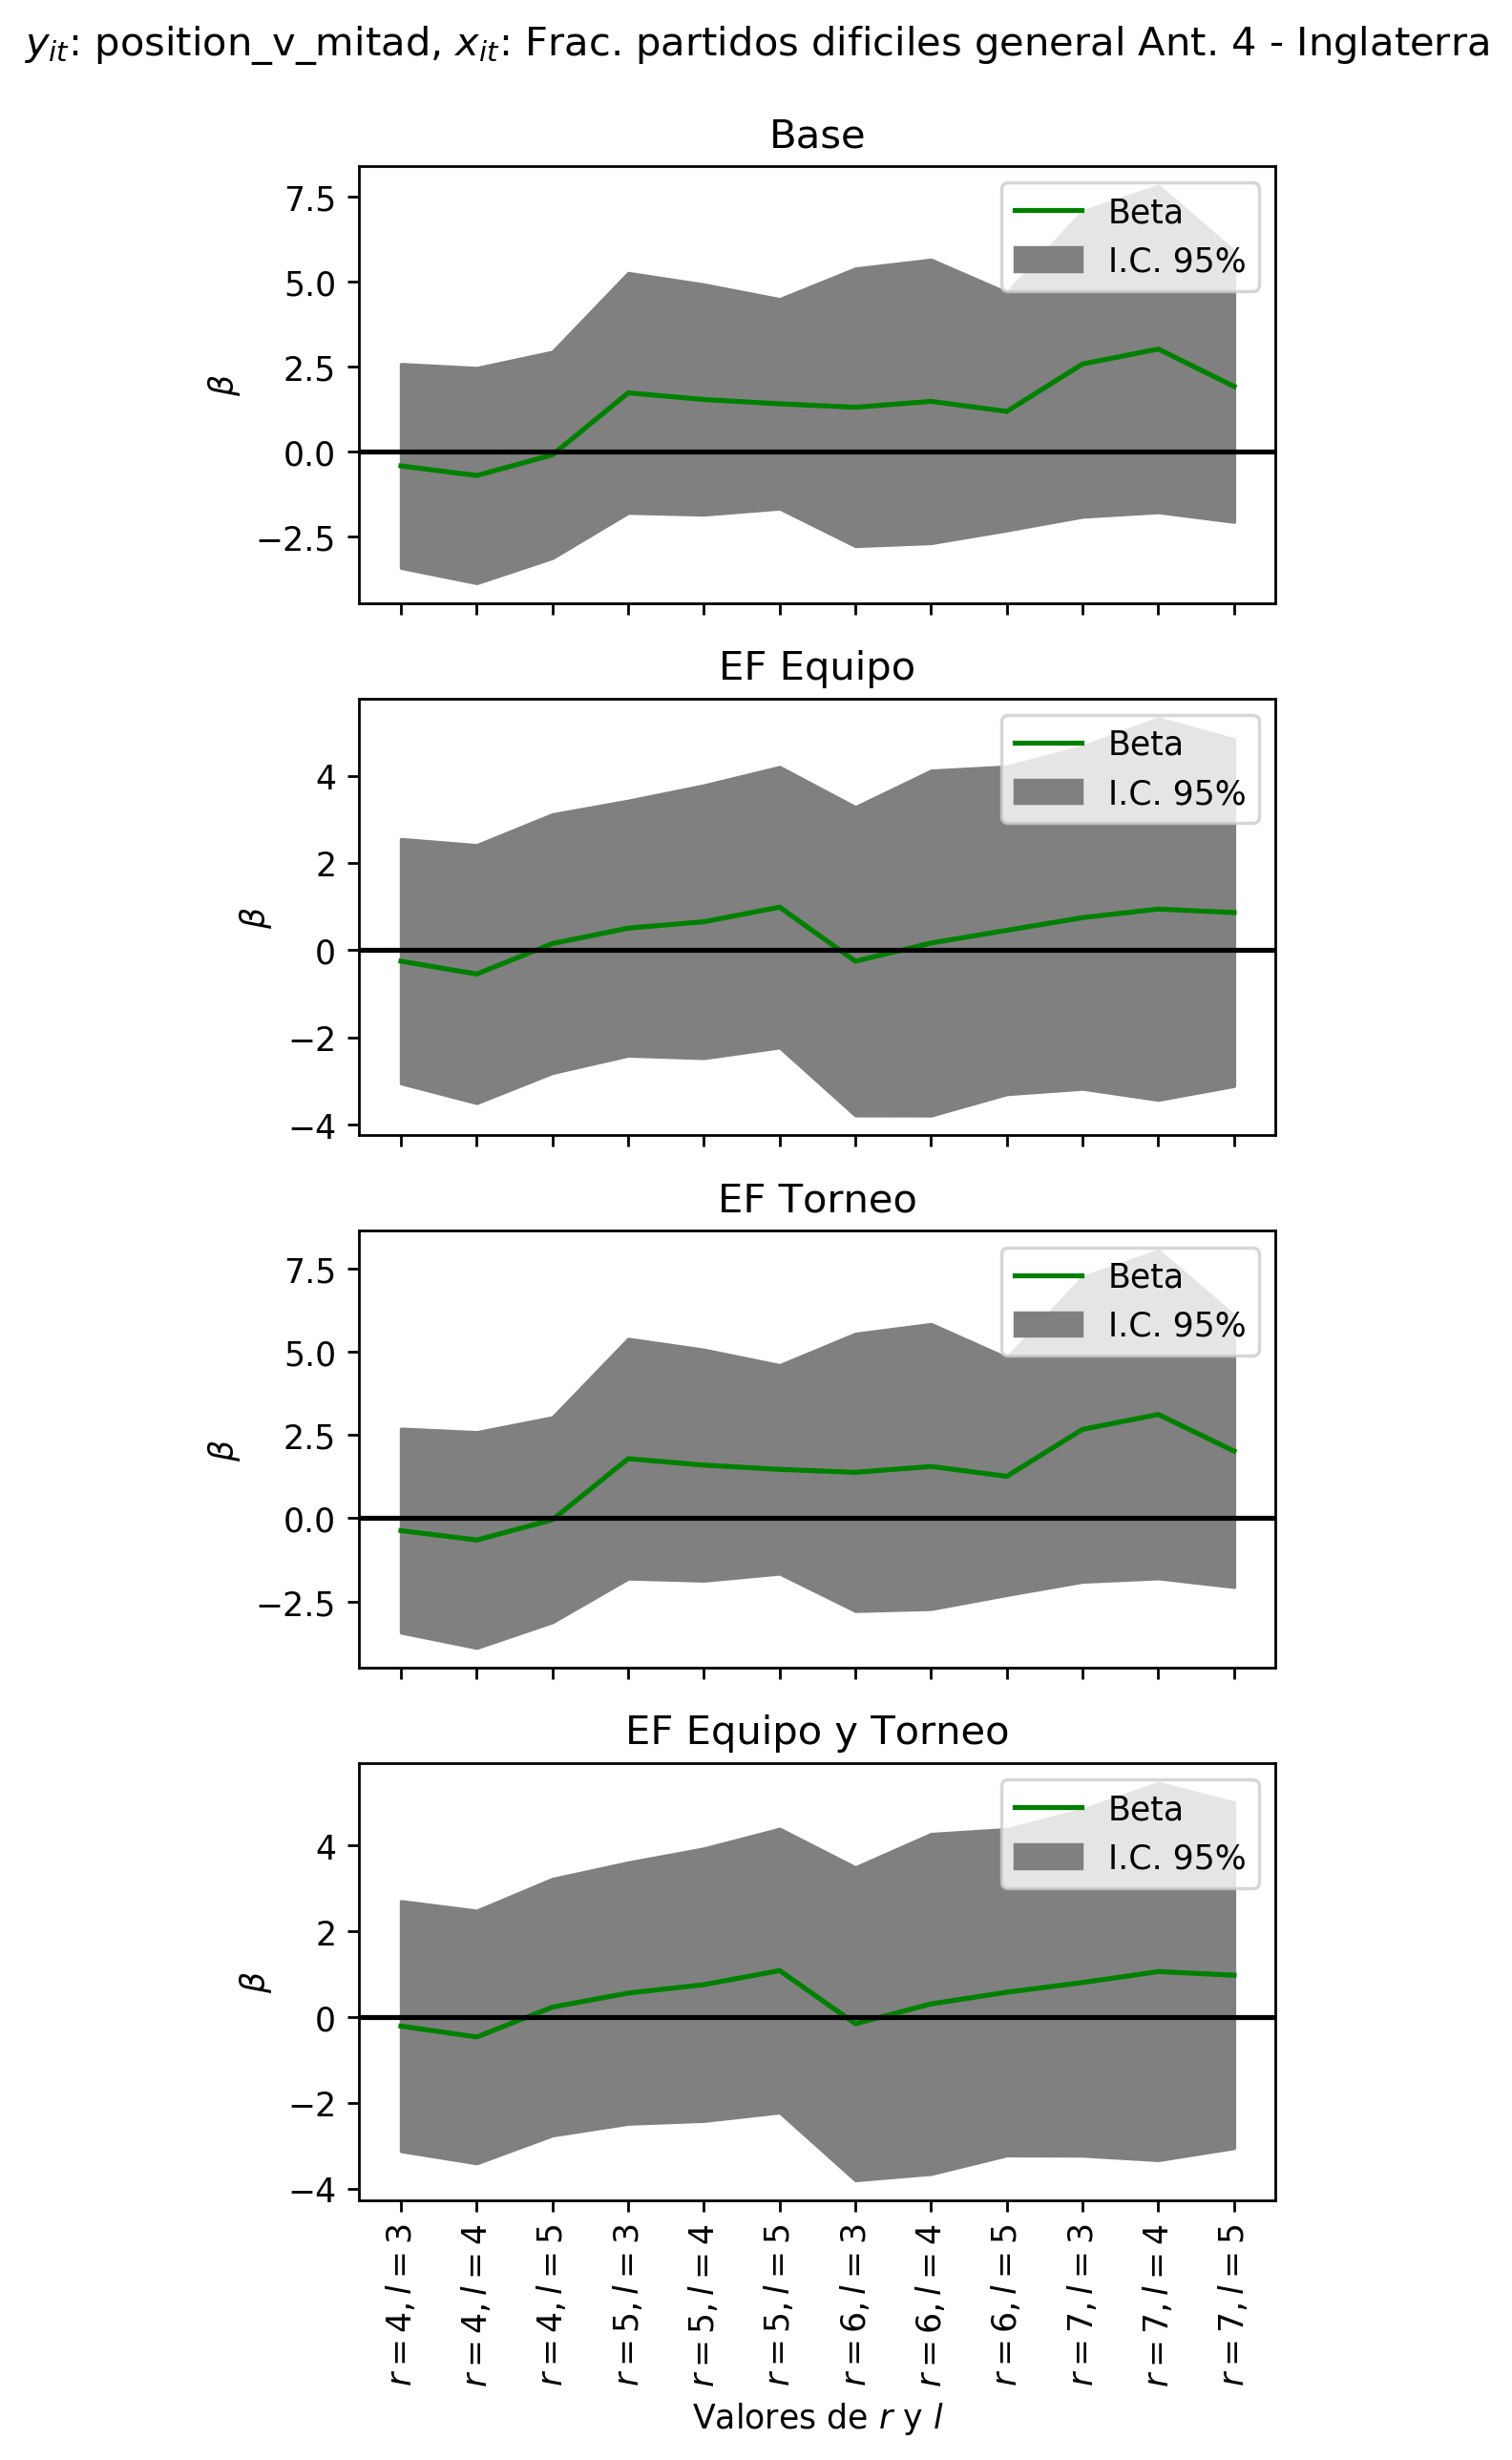 y_it: position_v_mitad, x_it: Frac. partidos dificiles general Ant. 4 - Inglaterra
Base
7.5
5.0
2.5
0.0
−2.5
β
Beta
I.C. 95%
EF Equipo
4
2
0
−2
−4
β
Beta
I.C. 95%
EF Torneo
7.5
5.0
2.5
0.0
−2.5
β
Beta
I.C. 95%
EF Equipo y Torneo
4
2
0
−2
−4
β
Beta
I.C. 95%
r = 4, l = 3
r = 4, l = 4
r = 4, l = 5
r = 5, l = 3
r = 5, l = 4
r = 5, l = 5
r = 6, l = 3
r = 6, l = 4
r = 6, l = 5
r = 7, l = 3
r = 7, l = 4
r = 7, l = 5
Valores de r y l